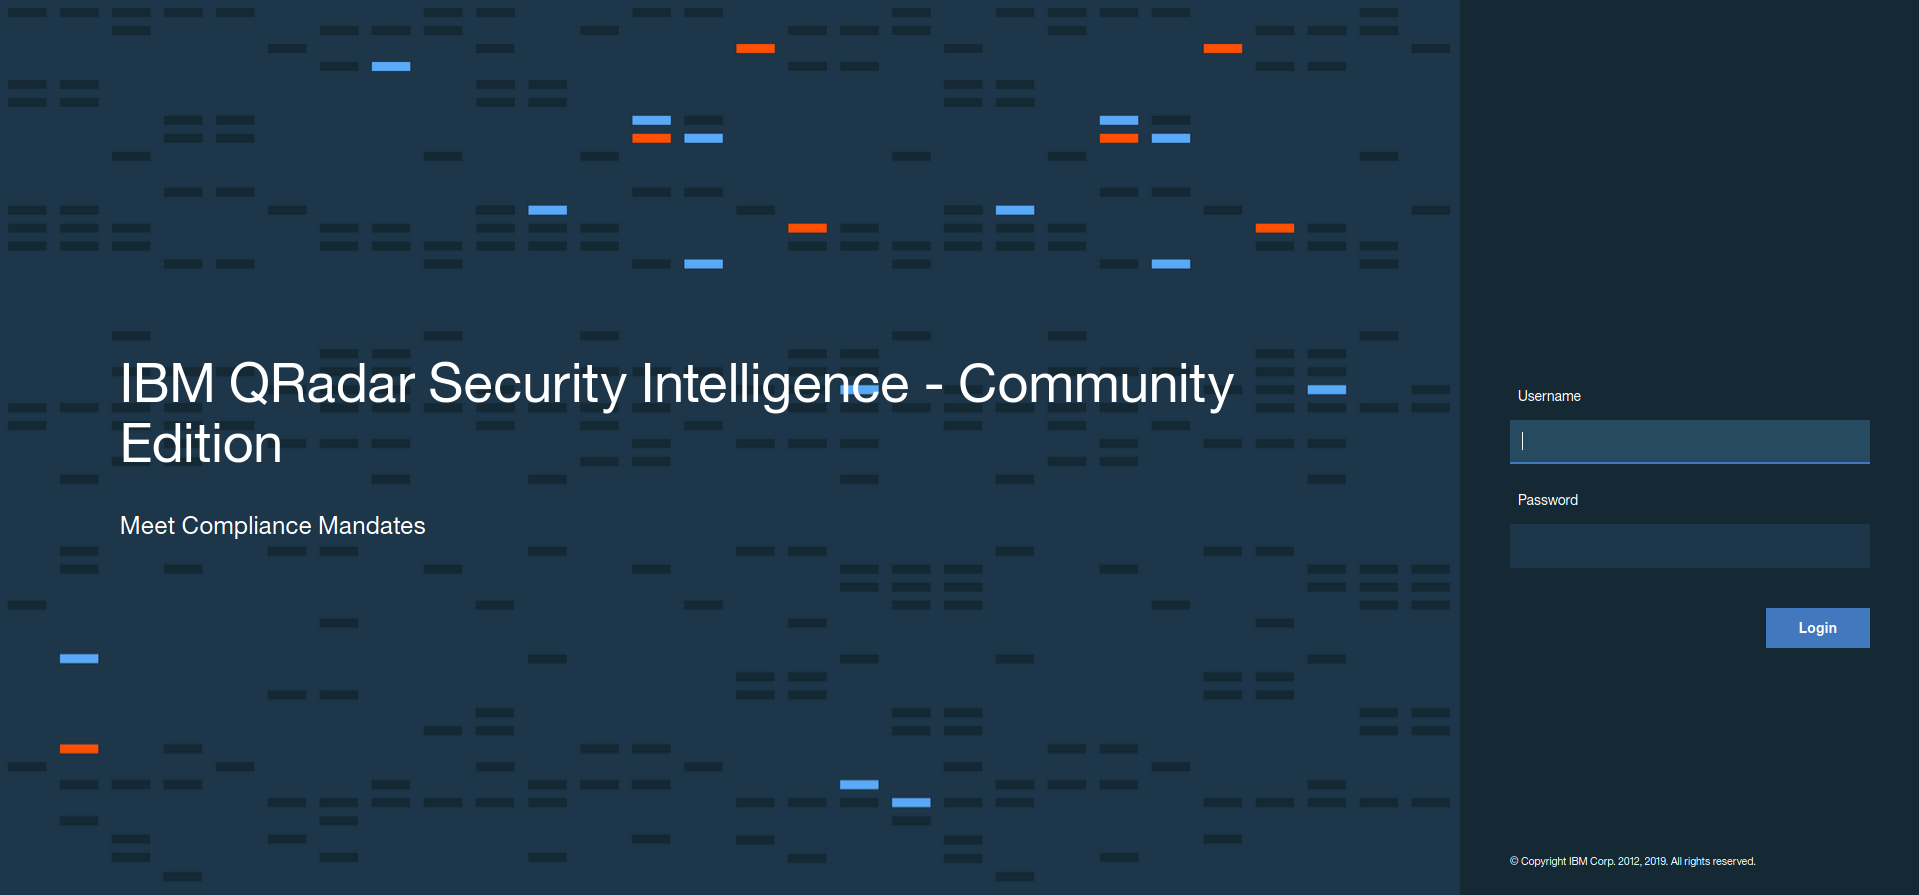 IBM QRadar Security Intelligence - Community
Edition
Meet Compliance Mandates
Username
Password
Login
© Copyright IBM Corp. 2012, 2019. All rights reserved.